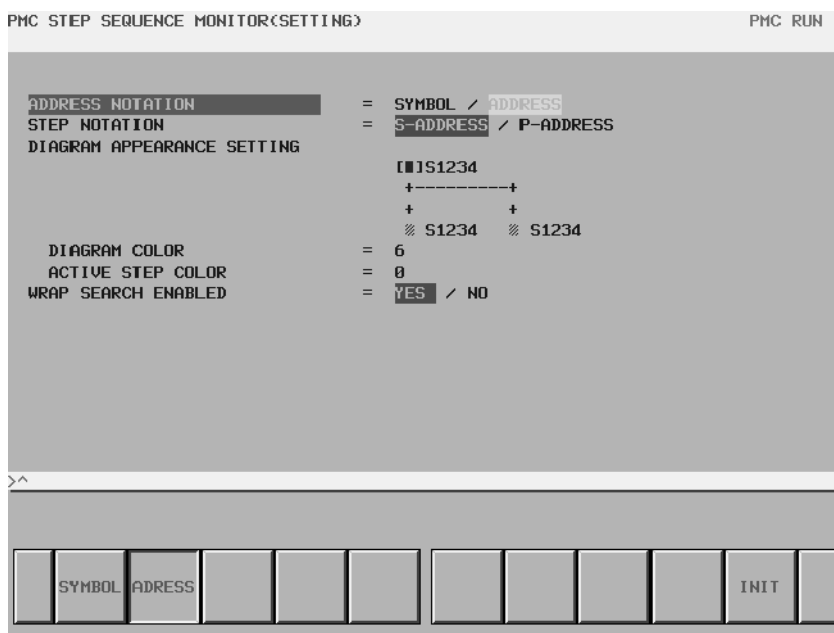 PMC STEP SEQUENCE MONITOR(SETTING) PMC RUN
ADDRESS NOTATION = SYMBOL / ADDRESS
STEP NOTATION = S-ADDRESS / P-ADDRESS
DIAGRAM APPEARANCE SETTING
[▮]S1234
+---------+
+ +
▨ S1234 ▨ S1234
DIAGRAM COLOR = 6
ACTIVE STEP COLOR = 0
WRAP SEARCH ENABLED = YES / NO
>^
SYMBOL ADRESS INIT